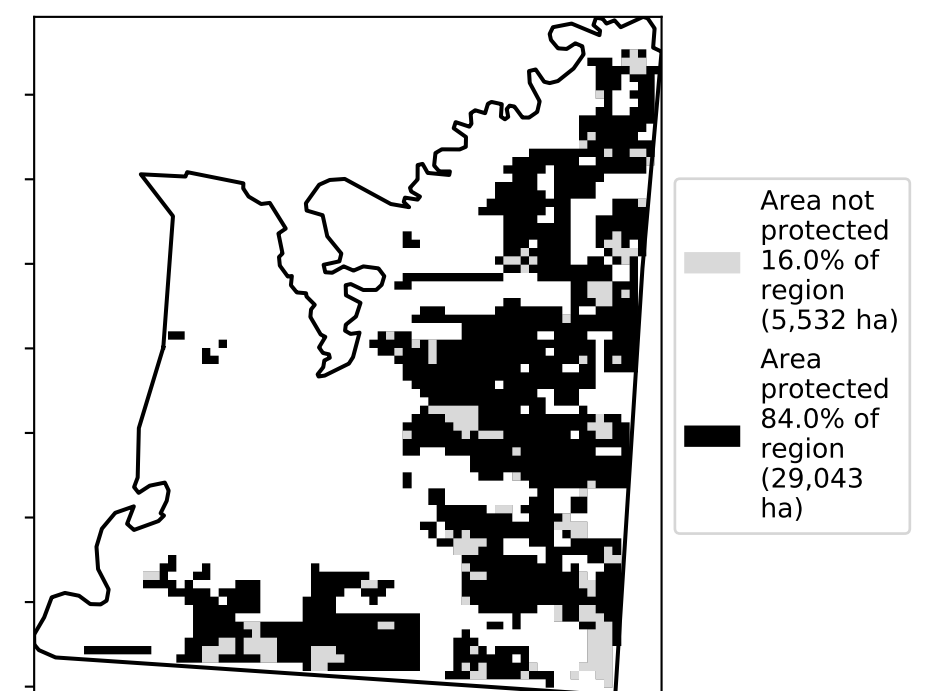 Area not
protected
16.0% of
region
(5,532 ha)
Area
protected
84.0% of
region
(29,043
ha)